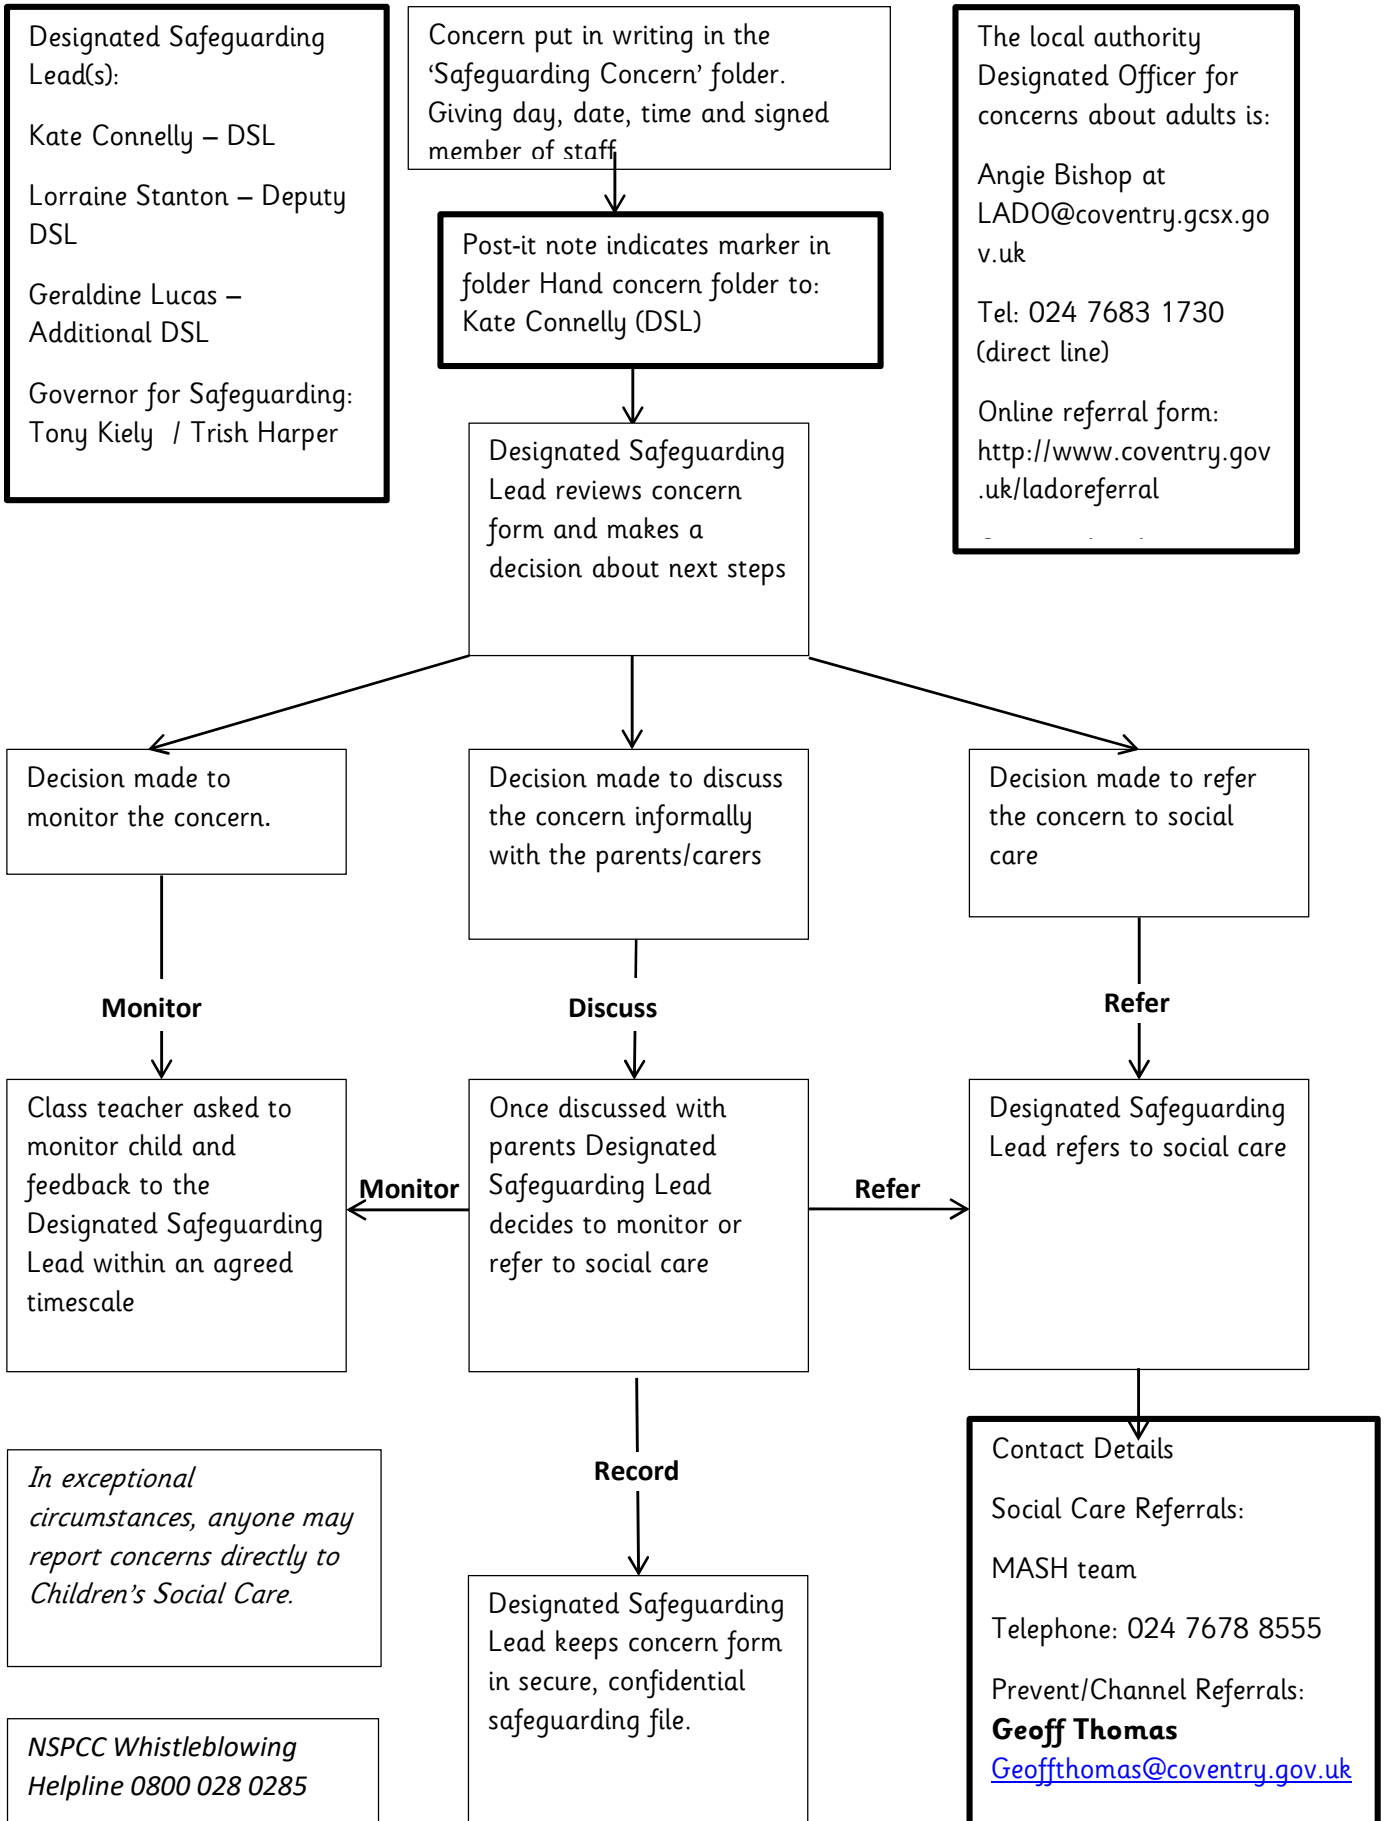 Designated Safeguarding
Lead(s):
Kate Connelly – DSL
Lorraine Stanton – Deputy
DSL
Geraldine Lucas –
Additional DSL
Governor for Safeguarding:
Tony Kiely / Trish Harper
Concern put in writing in the
‘Safeguarding Concern’ folder.
Giving day, date, time and signed
member of staff
The local authority
Designated Officer for
concerns about adults is:
Angie Bishop at
LADO@coventry.gcsx.go
v.uk
Tel: 024 7683 1730
(direct line)
Online referral form:
http://www.coventry.gov
.uk/ladoreferral
Post-it note indicates marker in
folder Hand concern folder to:
Kate Connelly (DSL)
Designated Safeguarding
Lead reviews concern
form and makes a
decision about next steps
Decision made to
monitor the concern.
Decision made to discuss
the concern informally
with the parents/carers
Decision made to refer
the concern to social
care
Monitor
Discuss
Refer
Class teacher asked to
monitor child and
feedback to the
Designated Safeguarding
Lead within an agreed
timescale
Monitor
Once discussed with
parents Designated
Safeguarding Lead
decides to monitor or
refer to social care
Refer
Designated Safeguarding
Lead refers to social care
In exceptional
circumstances, anyone may
report concerns directly to
Children’s Social Care.
Record
Contact Details
Social Care Referrals:
MASH team
Telephone: 024 7678 8555
Prevent/Channel Referrals:
Geoff Thomas
Geoffthomas@coventry.gov.uk
Designated Safeguarding
Lead keeps concern form
in secure, confidential
safeguarding file.
NSPCC Whistleblowing
Helpline 0800 028 0285